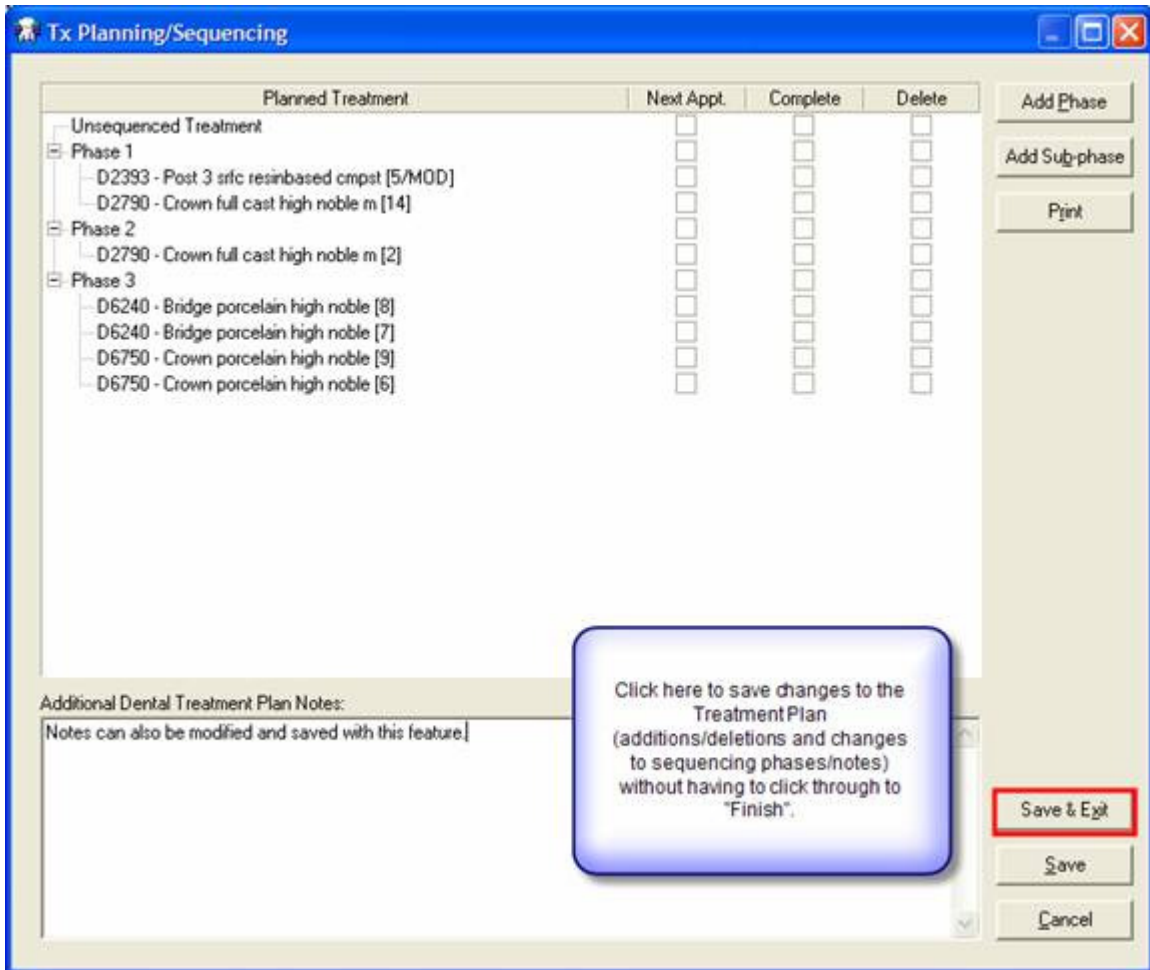 Tx Planning/Sequencing
Planned Treatment Next Appt. Complete Delete
Unsequenced Treatment
Phase 1
D2393 - Post 3 srfc resinbased cmpst [5/MOD]
D2790 - Crown full cast high noble m [14]
Phase 2
D2790 - Crown full cast high noble m [2]
Phase 3
D6240 - Bridge porcelain high noble [8]
D6240 - Bridge porcelain high noble [7]
D6750 - Crown porcelain high noble [9]
D6750 - Crown porcelain high noble [6]
Add Phase
Add Sub-phase
Print
Additional Dental Treatment Plan Notes:
Notes can also be modified and saved with this feature.
Click here to save changes to the
Treatment Plan
(additions/deletions and changes
to sequencing phases/notes)
without having to click through to
"Finish".
Save & Exit
Save
Cancel